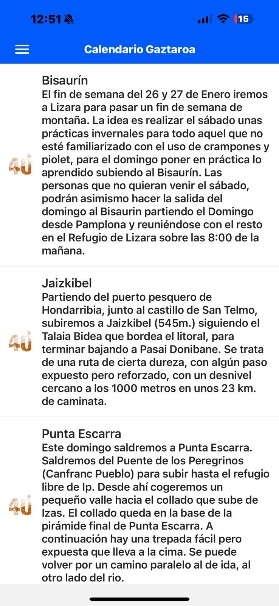 12:51
15
Calendario Gaztaroa
Bisaurín
El fin de semana del 26 y 27 de Enero iremos
a Lizara para pasar un fin de semana de
montaña. La idea es realizar el sábado unas
prácticas invernales para todo aquel que no
esté familiarizado con el uso de crampones y
piolet, para el domingo poner en práctica lo
aprendido subiendo al Bisaurín. Las
personas que no quieran venir el sábado,
podrán asimismo hacer la salida del
domingo al Bisaurin partiendo el Domingo
desde Pamplona y reuniéndose con el resto
en el Refugio de Lizara sobre las 8:00 de la
mañana.
40
Jaizkibel
Partiendo del puerto pesquero de
Hondarribia, junto al castillo de San Telmo,
subiremos a Jaizkibel (545m.) siguiendo el
Talaia Bidea que bordea el litoral, para
terminar bajando a Pasai Donibane. Se trata
de una ruta de cierta dureza, con algún paso
expuesto pero reforzado, con un desnivel
cercano a los 1000 metros en unos 23 km.
de caminata.
40
Punta Escarra
Este domingo saldremos a Punta Escarra.
Saldremos del Puente de los Peregrinos
(Canfranc Pueblo) para subir hasta el refugio
libre de Ip. Desde ahí cogeremos un
pequeño valle hacia el collado que sube de
Izas. El collado queda en la base de la
pirámide final de Punta Escarra. A
continuación hay una trepada fácil pero
expuesta que lleva a la cima. Se puede
volver por un camino paralelo al de ida, al
otro lado del rio.
40